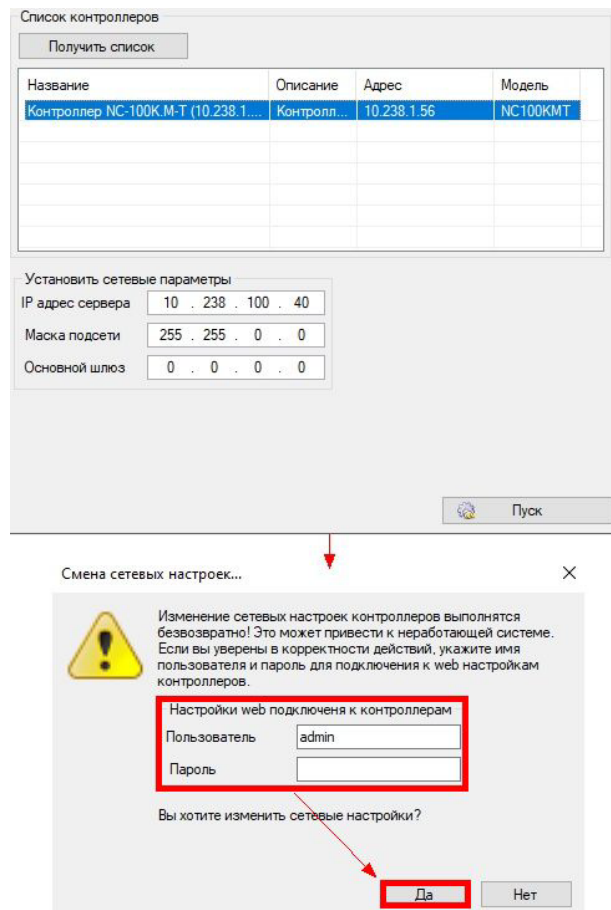 Список контроллеров
Получить список
Название Описание Адрес Модель
Контроллер NC-100K.M-T (10.238.1.... Контролл... 10.238.1.56 NC100KMT
Установить сетевые параметры
IP адрес сервера 10 . 238 . 100 . 40
Маска подсети 255 . 255 . 0 . 0
Основной шлюз 0 . 0 . 0 . 0
Пуск
Смена сетевых настроек...
Изменение сетевых настроек контроллеров выполнятся
безвозвратно! Это может привести к неработающей системе.
Если вы уверены в корректности действий, укажите имя
пользователя и пароль для подключения к web настройкам
контроллеров.
Настройки web подключеня к контроллерам
Пользователь admin
Пароль
Вы хотите изменить сетевые настройки?
Да Нет